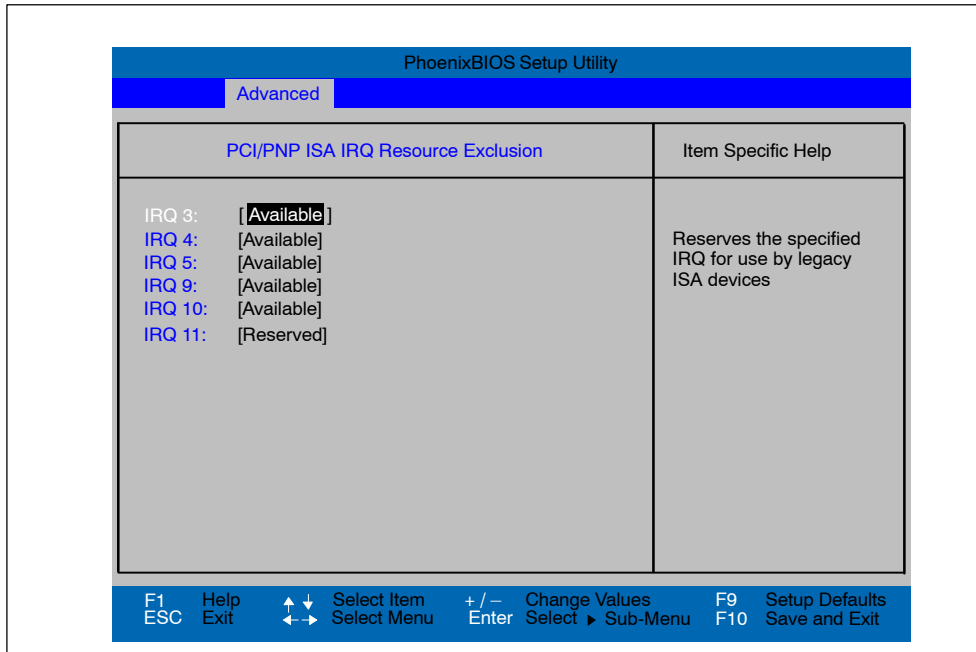 PhoenixBIOS Setup Utility
Advanced
PCI/PNP ISA IRQ Resource Exclusion
Item Specific Help
IRQ 3: [Available]
IRQ 4: [Available]
IRQ 5: [Available]
IRQ 9: [Available]
IRQ 10: [Available]
IRQ 11: [Reserved]
Reserves the specified
IRQ for use by legacy
ISA devices
F1 Help Select Item +/– Change Values F9 Setup Defaults
ESC Exit Select Menu Enter Select ▶ Sub-Menu F10 Save and Exit